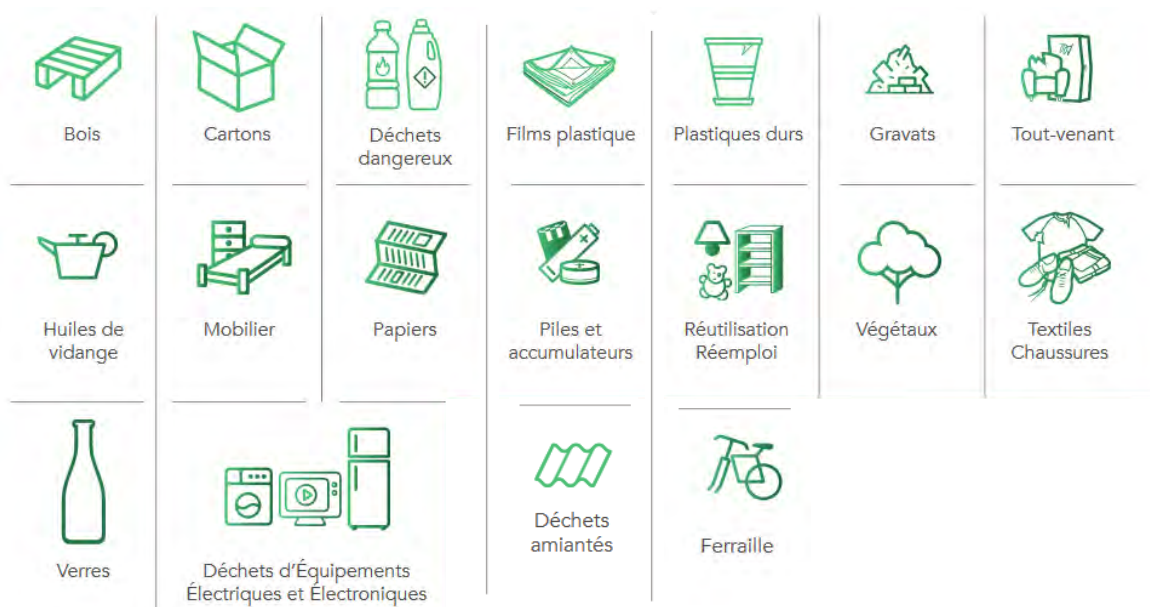 Bois
Cartons
Déchets
dangereux
Films plastique
Plastiques durs
Gravats
Tout-venant
Huiles de
vidange
Mobilier
Papiers
Piles et
accumulateurs
Réutilisation
Réemploi
Végétaux
Textiles
Chaussures
Verres
Déchets d'Équipements
Électriques et Électroniques
Déchets
amiantés
Ferraille